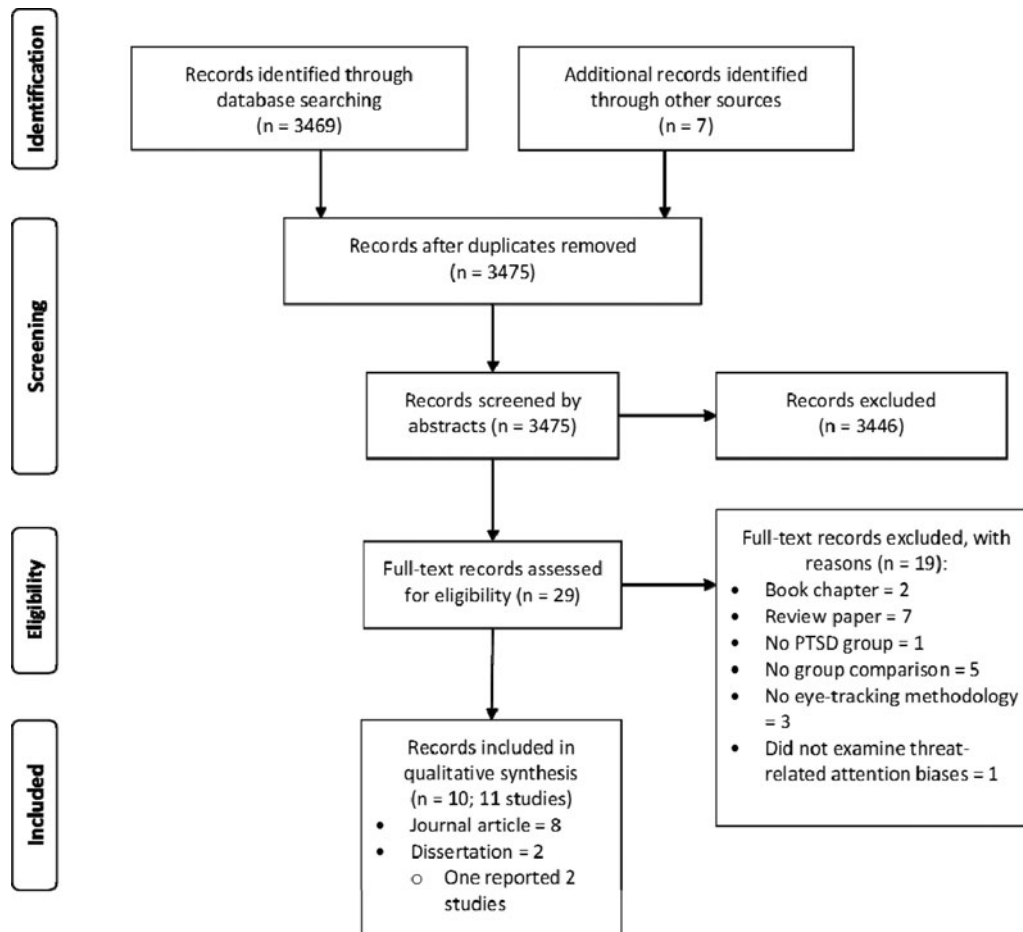 Identification
Records identified through
database searching
(n = 3469)
Additional records identified
through other sources
(n = 7)
Screening
Records after duplicates removed
(n = 3475)
Records screened by
abstracts (n = 3475)
Records excluded
(n = 3446)
Eligibility
Full-text records assessed
for eligibility (n = 29)
Full-text records excluded, with
reasons (n = 19):
• Book chapter = 2
• Review paper = 7
• No PTSD group = 1
• No group comparison = 5
• No eye-tracking methodology
= 3
• Did not examine threat-
related attention biases = 1
Included
Records included in
qualitative synthesis
(n = 10; 11 studies)
• Journal article = 8
• Dissertation = 2
o One reported 2
studies